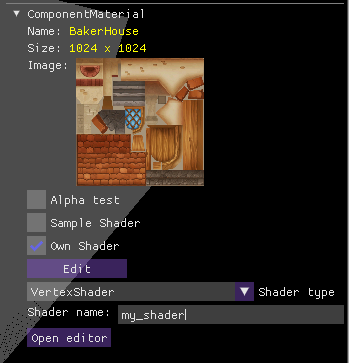 ComponentMaterial
Name: BakerHouse
Size: 1024 x 1024
Image:
Alpha test
Sample Shader
Own Shader
Edit
VertexShader Shader type
Shader name: my_shader
Open editor